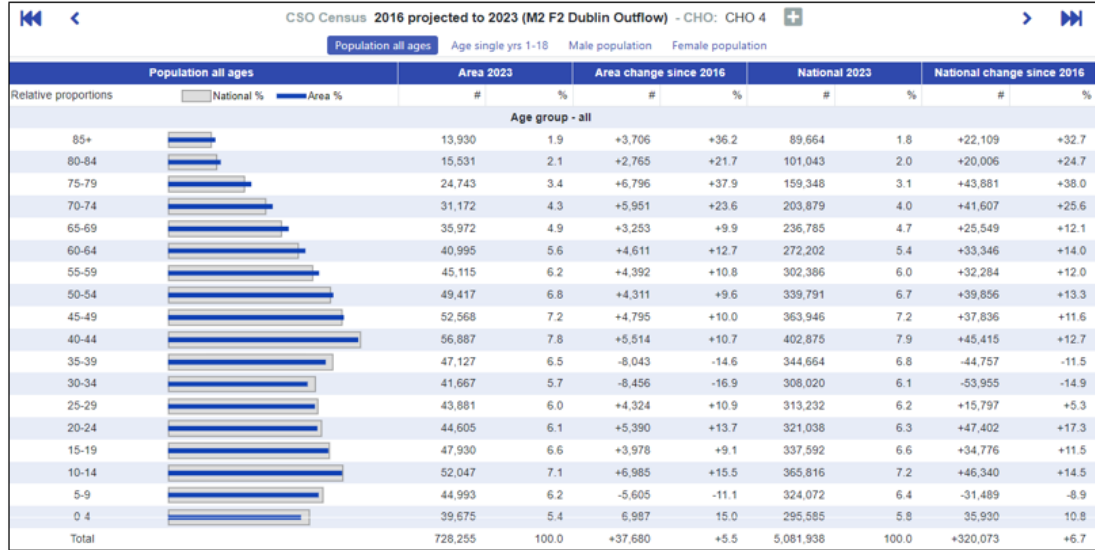 CSO Census 2016 projected to 2023 (M2 F2 Dublin Outflow) - CHO: CHO 4
Population all ages Age single yrs 1-18 Male population Female population
Population all ages Area 2023 Area change since 2016 National 2023 National change since 2016
Relative proportions National % Area % # % # % # % # %
Age group - all
85+ 13,930 1.9 +3,706 +36.2 89,664 1.8 +22,109 +32.7
80-84 15,531 2.1 +2,765 +21.7 101,043 2.0 +20,006 +24.7
75-79 24,743 3.4 +6,796 +37.9 159,348 3.1 +43,881 +38.0
70-74 31,172 4.3 +5,951 +23.6 203,879 4.0 +41,607 +25.6
65-69 35,972 4.9 +3,253 +9.9 236,785 4.7 +25,549 +12.1
60-64 40,995 5.6 +4,611 +12.7 272,202 5.4 +33,346 +14.0
55-59 45,115 6.2 +4,392 +10.8 302,386 6.0 +32,284 +12.0
50-54 49,417 6.8 +4,311 +9.6 339,791 6.7 +39,856 +13.3
45-49 52,568 7.2 +4,795 +10.0 363,946 7.2 +37,836 +11.6
40-44 56,887 7.8 +5,514 +10.7 402,875 7.9 +45,415 +12.7
35-39 47,127 6.5 -8,043 -14.6 344,664 6.8 -44,757 -11.5
30-34 41,667 5.7 -8,456 -16.9 308,020 6.1 -53,955 -14.9
25-29 43,881 6.0 +4,324 +10.9 313,232 6.2 +15,797 +5.3
20-24 44,605 6.1 +5,390 +13.7 321,038 6.3 +47,402 +17.3
15-19 47,930 6.6 +3,978 +9.1 337,592 6.6 +34,776 +11.5
10-14 52,047 7.1 +6,985 +15.5 365,816 7.2 +46,340 +14.5
5-9 44,993 6.2 -5,605 -11.1 324,072 6.4 -31,489 -8.9
0 4 39,675 5.4 6,987 15.0 295,585 5.8 35,930 10.8
Total 728,255 100.0 +37,680 +5.5 5,081,938 100.0 +320,073 +6.7